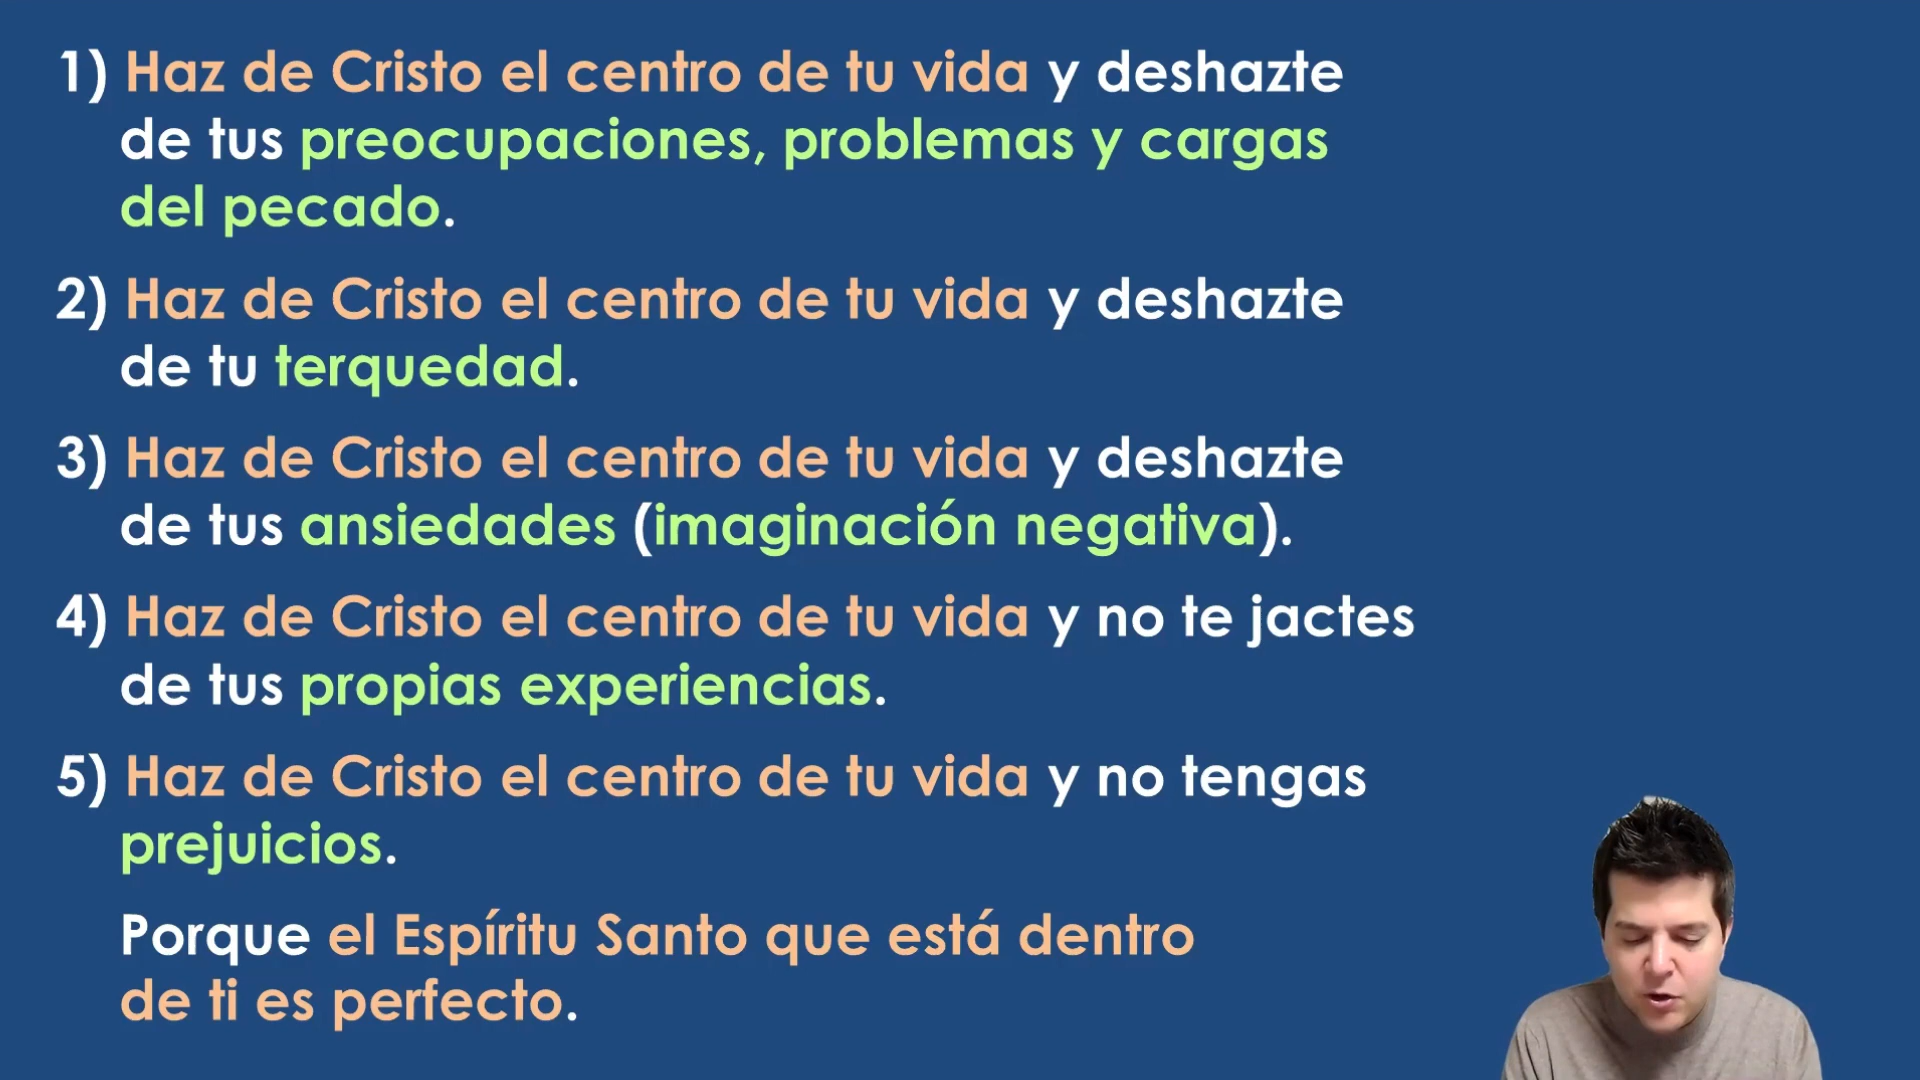 1) Haz de Cristo el centro de tu vida y deshazte
de tus preocupaciones, problemas y cargas
del pecado.
2) Haz de Cristo el centro de tu vida y deshazte
de tu terquedad.
3) Haz de Cristo el centro de tu vida y deshazte
de tus ansiedades (imaginación negativa).
4) Haz de Cristo el centro de tu vida y no te jactes
de tus propias experiencias.
5) Haz de Cristo el centro de tu vida y no tengas
prejuicios.
Porque el Espíritu Santo que está dentro
de ti es perfecto.